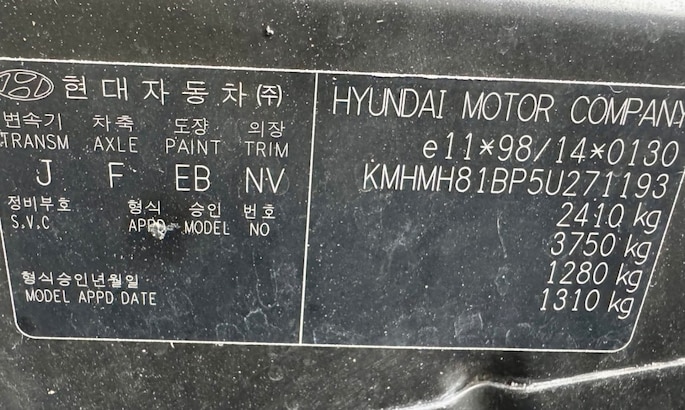 현대자동차(주)
변속기 차축 도장 의장
TRANSM AXLE PAINT TRIM
J F EB NV
정비부호 형식 승인 번호
S.V.C APPD MODEL NO
형식승인년월일
MODEL APPD DATE
HYUNDAI MOTOR COMPANY
e11*98/14*0130
KMHMH81BP5U271193
2410 kg
3750 kg
1280 kg
1310 kg